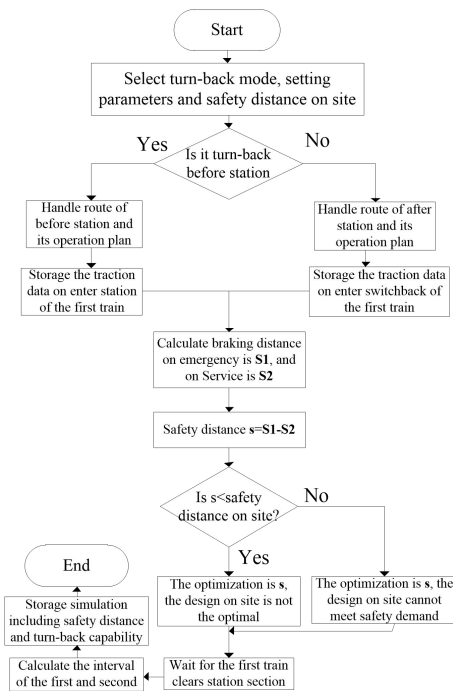 Start
Select turn-back mode, setting
parameters and safety distance on site
Yes
No
Is it turn-back
before station
Handle route of
before station and
its operation plan
Handle route of after
station and its
operation plan
Storage the traction
data on enter station
of the first train
Storage the traction data
on enter switchback of
the first train
Calculate braking distance
on emergency is S1, and
on Service is S2
Safety distance s=S1-S2
Is s<safety
distance on site?
No
Yes
The optimization is s,
the design on site is not
the optimal
The optimization is s, the
design on site cannot
meet safety demand
Wait for the first train
clears station section
Calculate the interval
of the first and second
Storage simulation
including safety distance
and turn-back capability
End